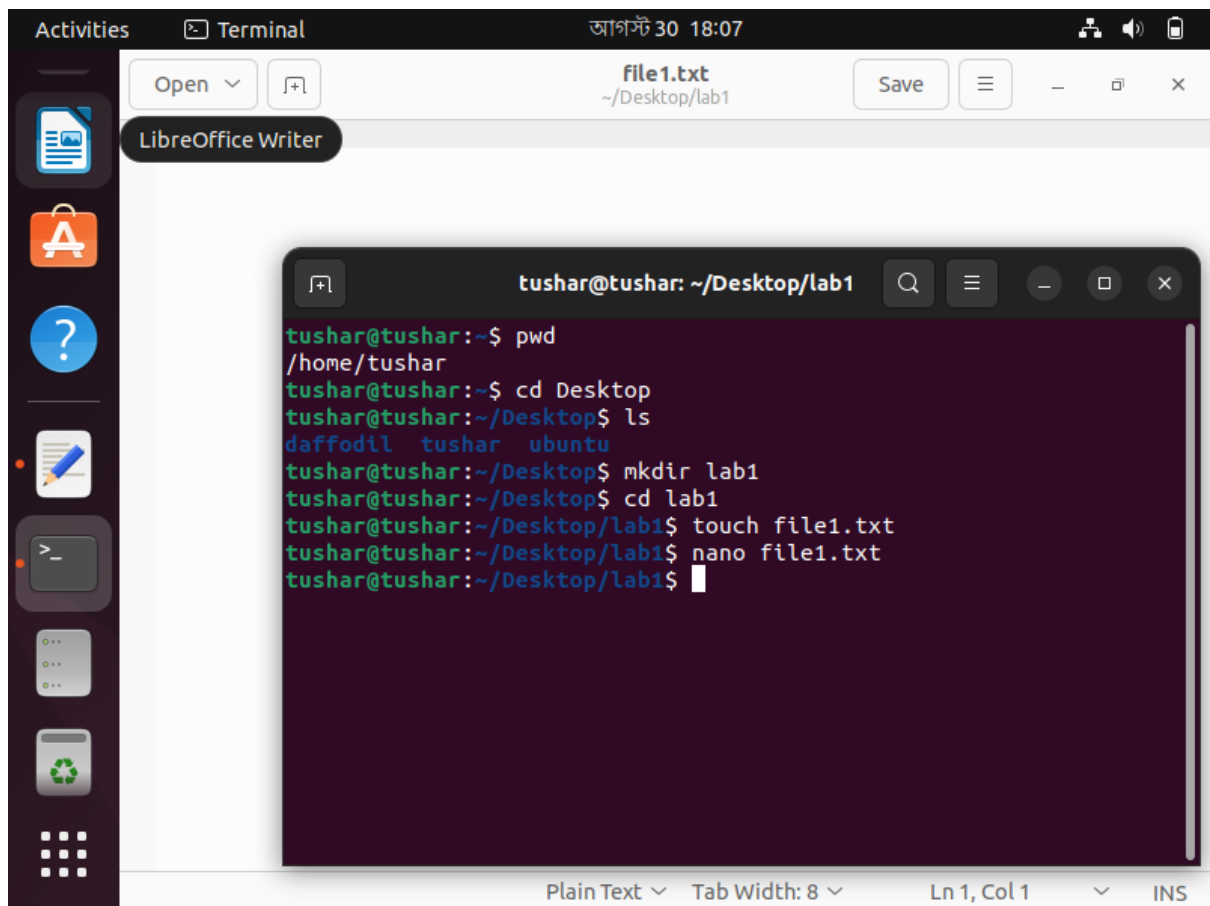 Activities Terminal আগস্ট 30 18:07
Open file1.txt Save
~/Desktop/lab1
LibreOffice Writer
tushar@tushar: ~/Desktop/lab1
tushar@tushar:~$ pwd
/home/tushar
tushar@tushar:~$ cd Desktop
tushar@tushar:~/Desktop$ ls
daffodil tushar ubuntu
tushar@tushar:~/Desktop$ mkdir lab1
tushar@tushar:~/Desktop$ cd lab1
tushar@tushar:~/Desktop/lab1$ touch file1.txt
tushar@tushar:~/Desktop/lab1$ nano file1.txt
tushar@tushar:~/Desktop/lab1$
Plain Text Tab Width: 8 Ln 1, Col 1 INS